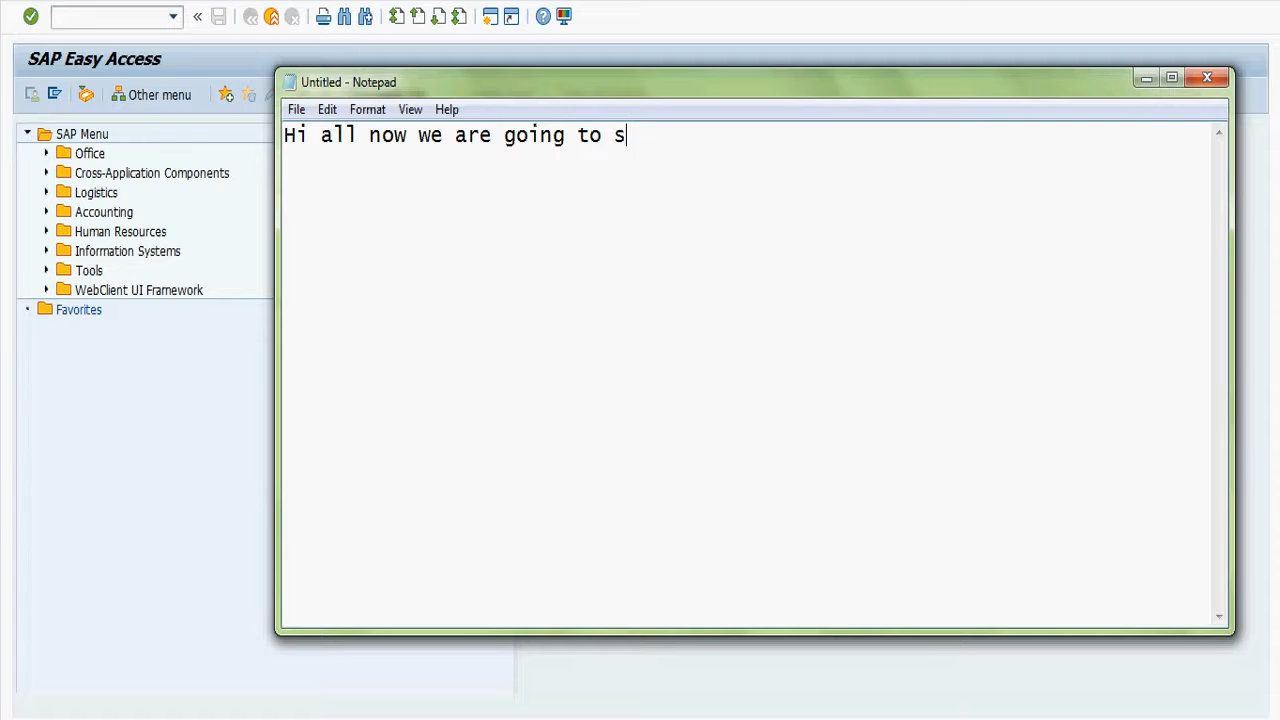 SAP Easy Access
Untitled - Notepad
Other menu
File Edit Format View Help
SAP Menu
Hi all now we are going to s
Office
Cross-Application Components
Logistics
Accounting
Human Resources
Information Systems
Tools
WebClient UI Framework
Favorites